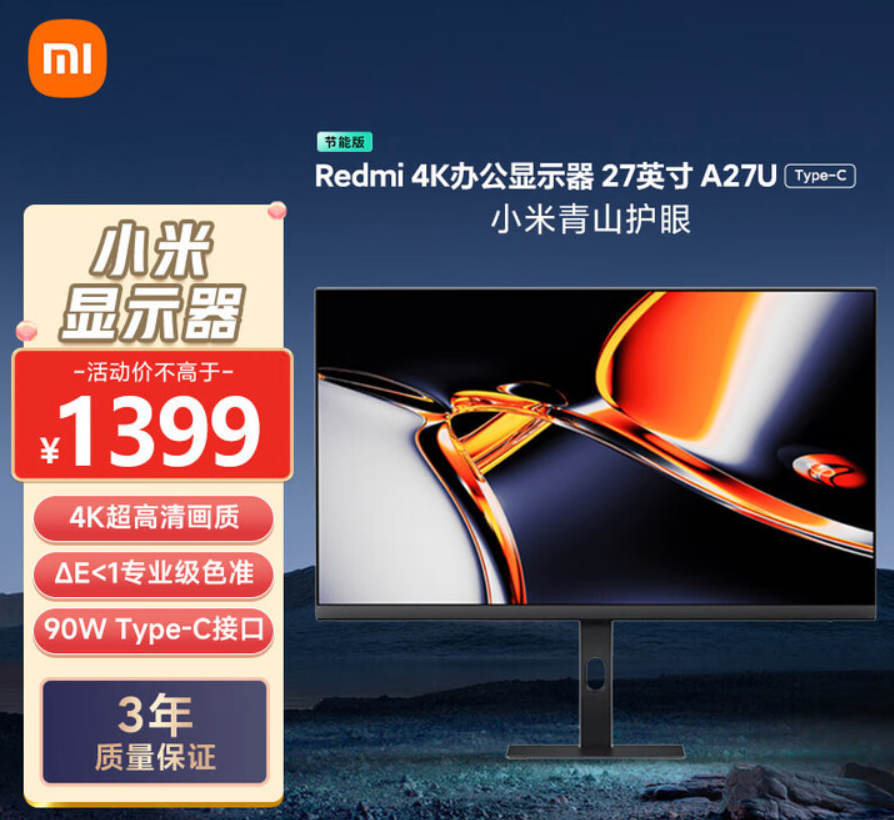 mi
节能版
Redmi 4K办公显示器 27英寸 A27U Type-C
小米青山护眼
小米
显示器
-活动价不高于-
¥1399
4K超高清画质
ΔE<1专业级色准
90W Type-C接口
3年
质量保证